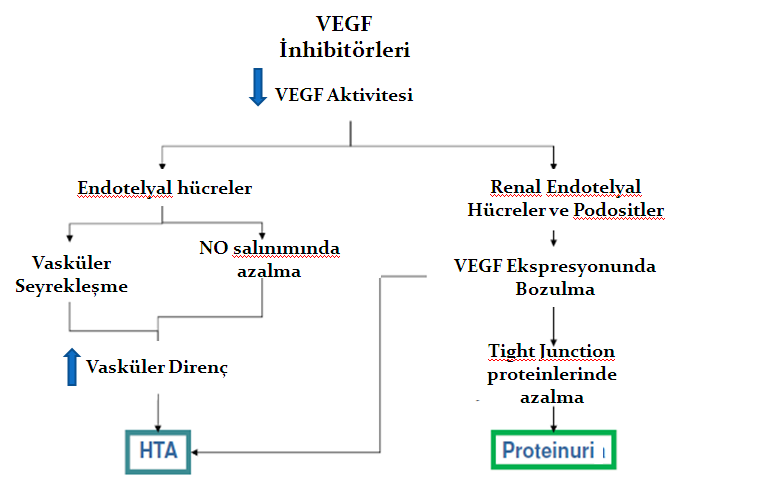 VEGF
İnhibitörleri
VEGF Aktivitesi
Endotelyal hücreler
Renal Endotelyal
Hücreler ve Podositler
Vasküler
Seyrekleşme
NO salınımında
azalma
VEGF Ekspresyonunda
Bozulma
Vasküler Direnç
Tight Junction
proteinlerinde
azalma
HTA
Proteinuri